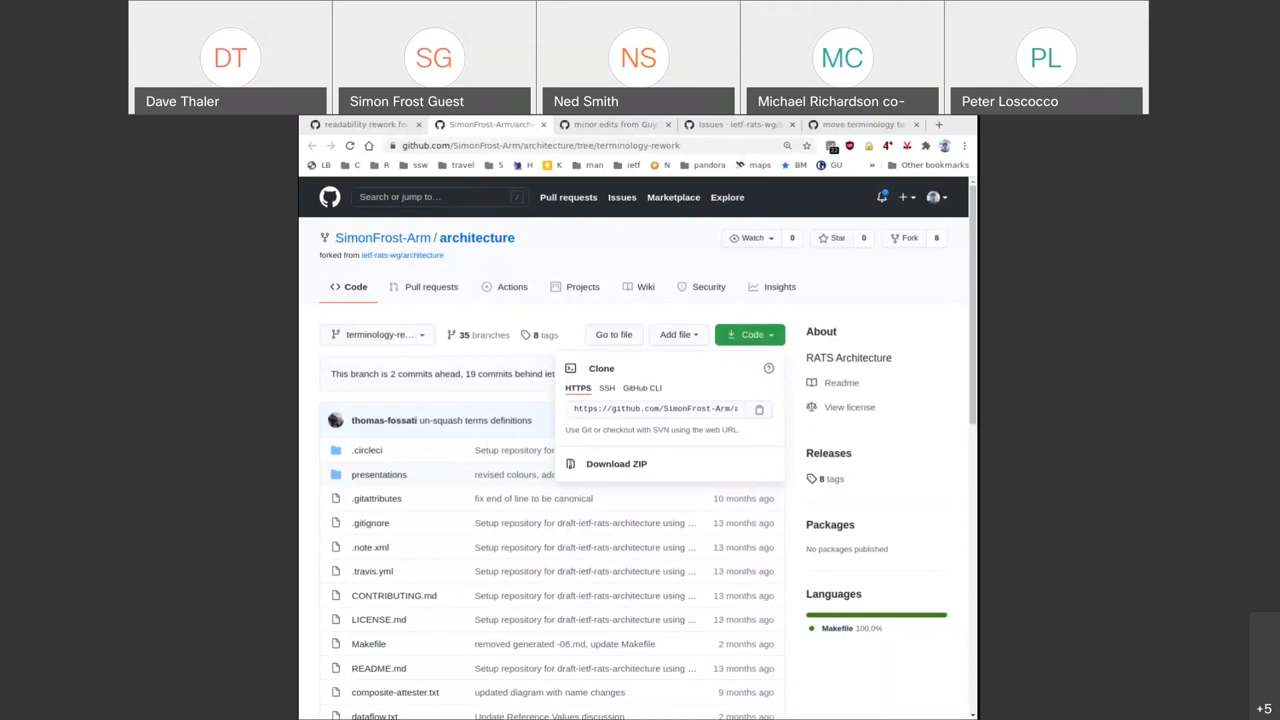 DT
SG
NS
MC
PL
Dave Thaler
Simon Frost Guest
Ned Smith
Michael Richardson co-
Peter Loscocco
readability rework fo
SimonFrost-Arm/arch
minor edits from Guy
Issues · ietf-rats-wg/
move terminology to
github.com/SimonFrost-Arm/architecture/tree/terminology-rework
LB C R ssw travel S H K man ietf N pandora maps BM GU » Other bookmarks
Search or jump to… / Pull requests Issues Marketplace Explore
SimonFrost-Arm / architecture
Watch 0 Star 0 Fork 8
forked from ietf-rats-wg/architecture
Code Pull requests Actions Projects Wiki Security Insights
terminology-re... 35 branches 8 tags Go to file Add file Code
About
RATS Architecture
Readme
View license
Releases
8 tags
Packages
No packages published
Languages
Makefile 100.0%
Clone
HTTPS SSH GitHub CLI
https://github.com/SimonFrost-Arm/a
Use Git or checkout with SVN using the web URL.
Download ZIP
This branch is 2 commits ahead, 19 commits behind iet
thomas-fossati un-squash terms definitions
.circleci Setup repository fo
presentations revised colours, add
.gitattributes fix end of line to be canonical 10 months ago
.gitignore Setup repository for draft-ietf-rats-architecture using … 13 months ago
.note.xml Setup repository for draft-ietf-rats-architecture using … 13 months ago
.travis.yml Setup repository for draft-ietf-rats-architecture using … 13 months ago
CONTRIBUTING.md Setup repository for draft-ietf-rats-architecture using … 13 months ago
LICENSE.md Setup repository for draft-ietf-rats-architecture using … 13 months ago
Makefile removed generated -06.md, update Makefile 2 months ago
README.md Setup repository for draft-ietf-rats-architecture using … 13 months ago
composite-attester.txt updated diagram with name changes 9 months ago
dataflow.txt Update Reference Values discussion
+5